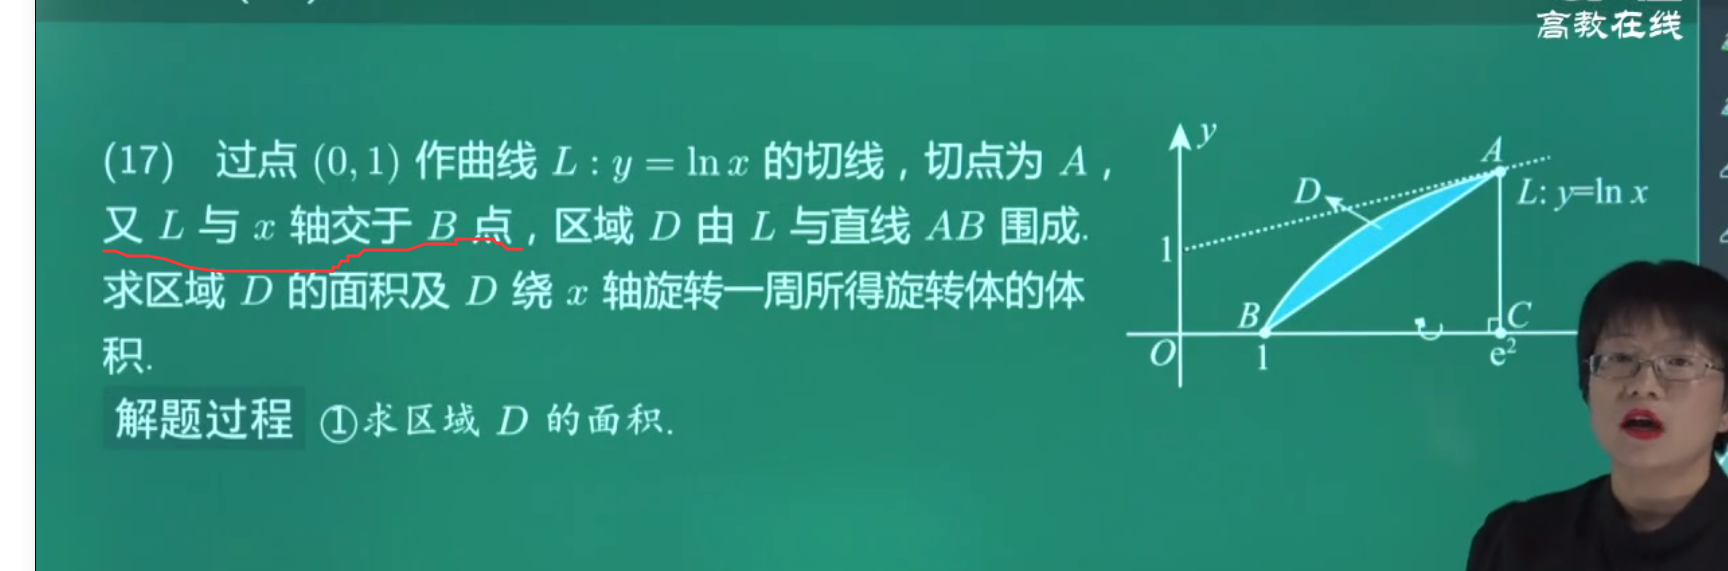 高教在线
(17) 过点 (0, 1) 作曲线 L : y = ln x 的切线，切点为 A，
又 L 与 x 轴交于 B 点，区域 D 由 L 与直线 AB 围成.
求区域 D 的面积及 D 绕 x 轴旋转一周所得旋转体的体
积.
解题过程 ①求区域 D 的面积.
y
A
D
L: y=ln x
1
B
C
O
1
e²